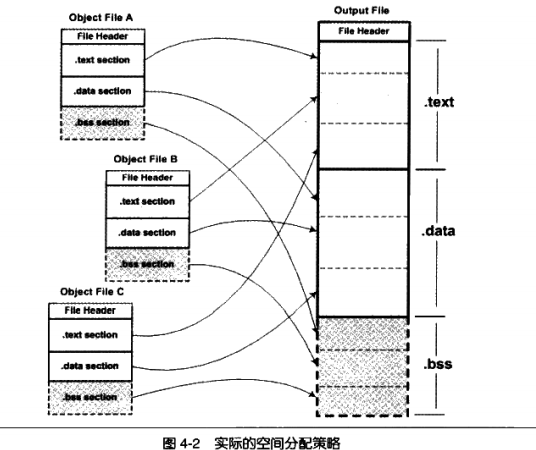 Object File A
File Header
.text section
.data section
.bss section
Object File B
File Header
.text section
.data section
.bss section
Object File C
File Header
.text section
.data section
.bss section
Output File
File Header
.text
.data
.bss
图 4-2 实际的空间分配策略